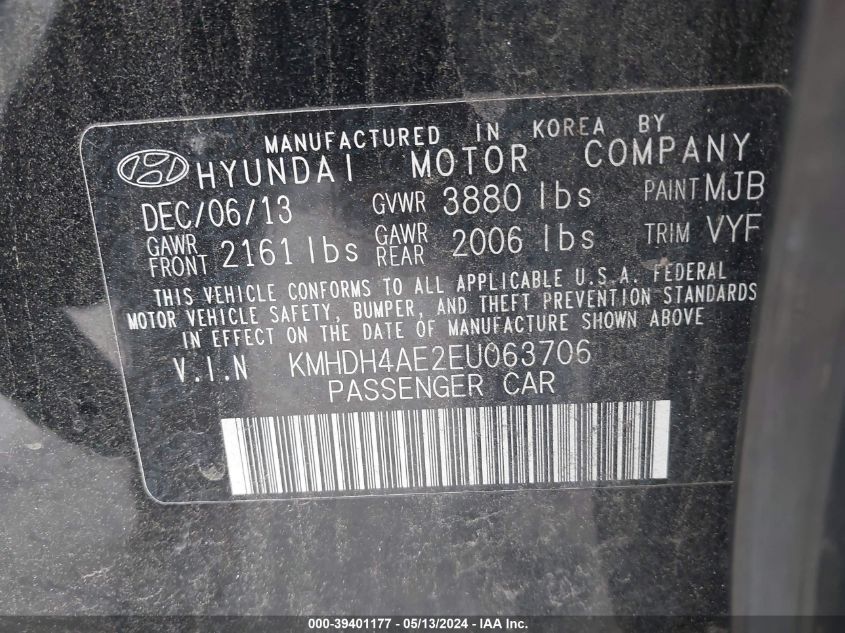 MANUFACTURED IN KOREA BY
HYUNDAI MOTOR COMPANY
DEC/06/13 GVWR 3880 lbs PAINT MJB
GAWR FRONT 2161 lbs GAWR REAR 2006 lbs TRIM VYF
THIS VEHICLE CONFORMS TO ALL APPLICABLE U.S.A. FEDERAL
MOTOR VEHICLE SAFETY, BUMPER, AND THEFT PREVENTION STANDARDS
IN EFFECT ON THE DATE OF MANUFACTURE SHOWN ABOVE
V.I.N KMHDH4AE2EU063706
PASSENGER CAR
000-39401177 - 05/13/2024 - IAA Inc.